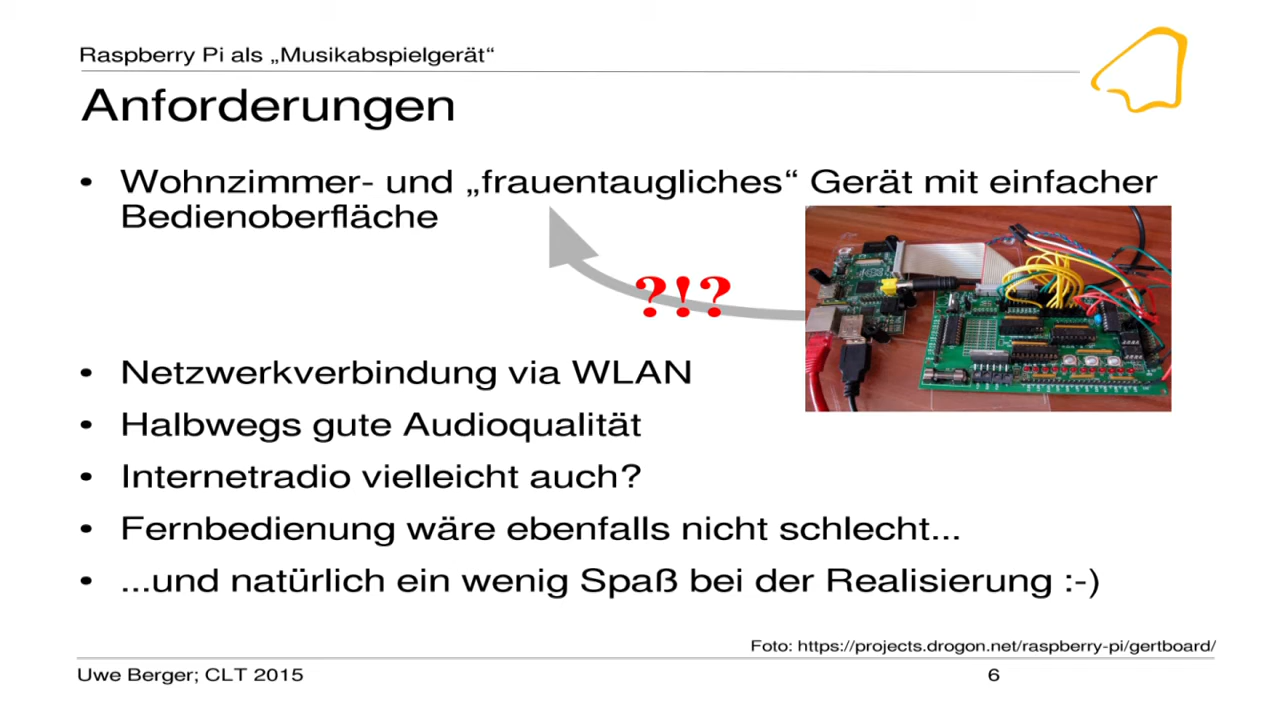 Raspberry Pi als „Musikabspielgerät“
Anforderungen
• Wohnzimmer- und „frauentaugliches“ Gerät mit einfacher
Bedienoberfläche
?!?
• Netzwerkverbindung via WLAN
• Halbwegs gute Audioqualität
• Internetradio vielleicht auch?
• Fernbedienung wäre ebenfalls nicht schlecht...
• ...und natürlich ein wenig Spaß bei der Realisierung :-)
Foto: https://projects.drogon.net/raspberry-pi/gertboard/
Uwe Berger; CLT 2015
6